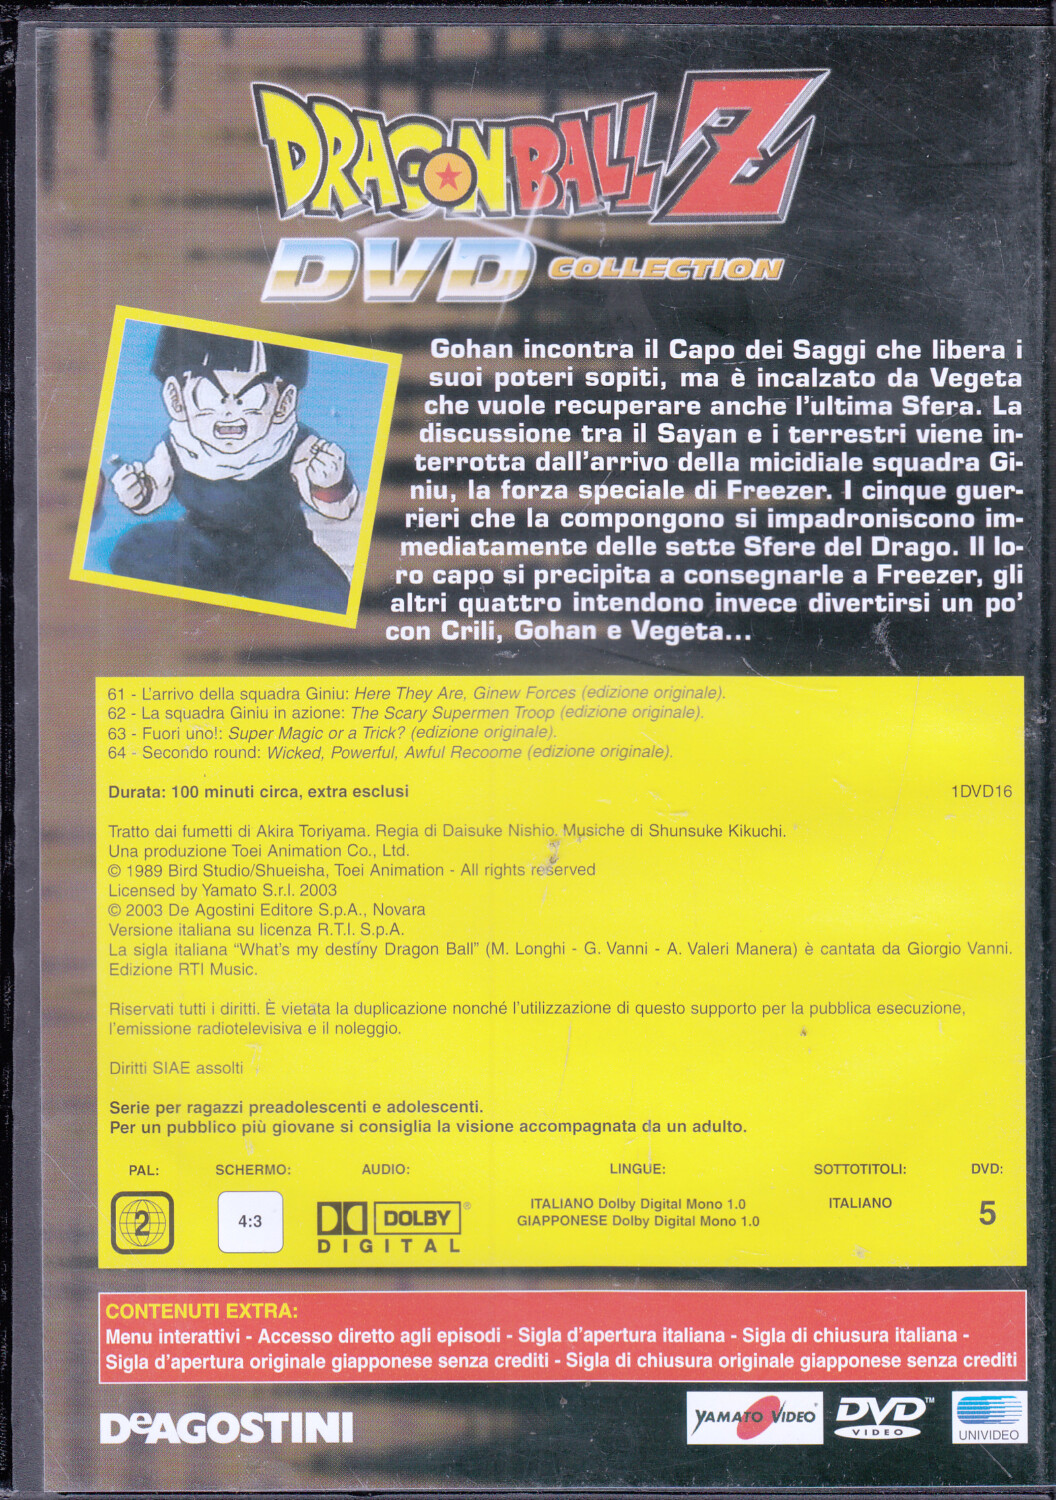 DRAGON BALL Z
DVD COLLECTION
Gohan incontra il Capo dei Saggi che libera i
suoi poteri sopiti, ma è incalzato da Vegeta
che vuole recuperare anche l'ultima Sfera. La
discussione tra il Sayan e i terrestri viene in-
terrotta dall'arrivo della micidiale squadra Gi-
niu, la forza speciale di Freezer. I cinque guer-
rieri che la compongono si impadroniscono im-
mediatamente delle sette Sfere del Drago. Il lo-
ro capo si precipita a consegnarle a Freezer, gli
altri quattro intendono invece divertirsi un po'
con Crili, Gohan e Vegeta...
61 - L'arrivo della squadra Giniu: Here They Are, Ginew Forces (edizione originale).
62 - La squadra Giniu in azione: The Scary Supermen Troop (edizione originale).
63 - Fuori uno!: Super Magic or a Trick? (edizione originale).
64 - Secondo round: Wicked, Powerful, Awful Recoome (edizione originale).
Durata: 100 minuti circa, extra esclusi 1DVD16
Tratto dai fumetti di Akira Toriyama. Regia di Daisuke Nishio. Musiche di Shunsuke Kikuchi.
Una produzione Toei Animation Co., Ltd.
© 1989 Bird Studio/Shueisha, Toei Animation - All rights reserved
Licensed by Yamato S.r.l. 2003
© 2003 De Agostini Editore S.p.A., Novara
Versione italiana su licenza R.T.I. S.p.A.
La sigla italiana "What's my destiny Dragon Ball" (M. Longhi - G. Vanni - A. Valeri Manera) è cantata da Giorgio Vanni.
Edizione RTI Music.
Riservati tutti i diritti. È vietata la duplicazione nonché l'utilizzazione di questo supporto per la pubblica esecuzione,
l'emissione radiotelevisiva e il noleggio.
Diritti SIAE assolti
Serie per ragazzi preadolescenti e adolescenti.
Per un pubblico più giovane si consiglia la visione accompagnata da un adulto.
PAL: SCHERMO: AUDIO: LINGUE: SOTTOTITOLI: DVD:
2 4:3 DOLBY® DIGITAL ITALIANO Dolby Digital Mono 1.0 ITALIANO 5
GIAPPONESE Dolby Digital Mono 1.0
CONTENUTI EXTRA:
Menu interattivi - Accesso diretto agli episodi - Sigla d'apertura italiana - Sigla di chiusura italiana -
Sigla d'apertura originale giapponese senza crediti - Sigla di chiusura originale giapponese senza crediti
DeAGOSTINI YAMATO VIDEO® DVD™ VIDEO UNIVIDEO